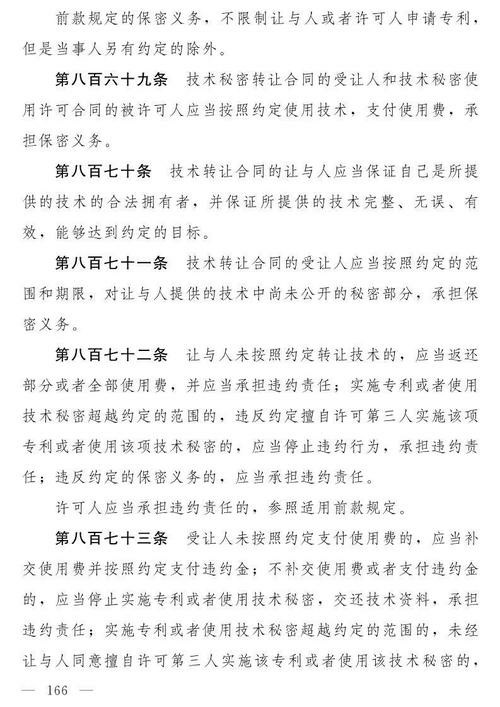 前款规定的保密义务，不限制让与人或者许可人申请专利，
但是当事人另有约定的除外。
第八百六十九条 技术秘密转让合同的受让人和技术秘密使
用许可合同的被许可人应当按照约定使用技术，支付使用费，承
担保密义务。
第八百七十条 技术转让合同的让与人应当保证自己是所提
供的技术的合法拥有者，并保证所提供的技术完整、无误、有
效，能够达到约定的目标。
第八百七十一条 技术转让合同的受让人应当按照约定的范
围和期限，对让与人提供的技术中尚未公开的秘密部分，承担保
密义务。
第八百七十二条 让与人未按照约定转让技术的，应当返还
部分或者全部使用费，并应当承担违约责任；实施专利或者使用
技术秘密超越约定的范围的，违反约定擅自许可第三人实施该项
专利或者使用该项技术秘密的，应当停止违约行为，承担违约责
任；违反约定的保密义务的，应当承担违约责任。
许可人应当承担违约责任的，参照适用前款规定。
第八百七十三条 受让人未按照约定支付使用费的，应当补
交使用费并按照约定支付违约金；不补交使用费或者支付违约金
的，应当停止实施专利或者使用技术秘密，交还技术资料，承担
违约责任；实施专利或者使用技术秘密超越约定的范围的，未经
让与人同意擅自许可第三人实施该专利或者使用该技术秘密的，
— 166 —